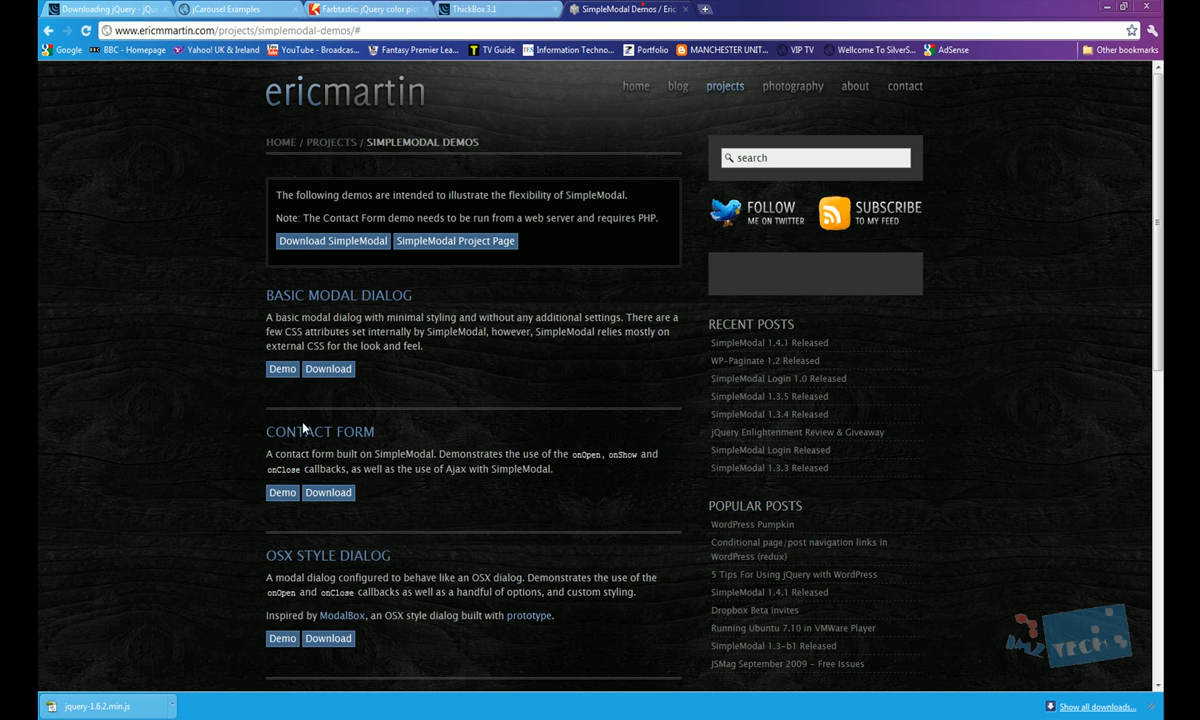 Downloading jQuery - jQu
jCarousel Examples
Farbtastic: jQuery color pic
ThickBox 3.1
SimpleModal Demos / Eric
www.ericmmartin.com/projects/simplemodal-demos/#
Google
BBC - Homepage
Yahoo! UK & Ireland
YouTube - Broadcas...
Fantasy Premier Lea...
TV Guide
Information Techno...
Portfolio
MANCHESTER UNIT...
VIP TV
Wellcome To SilverS...
AdSense
Other bookmarks
ericmartin
home blog projects photography about contact
HOME / PROJECTS / SIMPLEMODAL DEMOS
The following demos are intended to illustrate the flexibility of SimpleModal.
Note: The Contact Form demo needs to be run from a web server and requires PHP.
Download SimpleModal SimpleModal Project Page
BASIC MODAL DIALOG
A basic modal dialog with minimal styling and without any additional settings. There are a
few CSS attributes set internally by SimpleModal, however, SimpleModal relies mostly on
external CSS for the look and feel.
Demo Download
CONTACT FORM
A contact form built on SimpleModal. Demonstrates the use of the onOpen, onShow and
onClose callbacks, as well as the use of Ajax with SimpleModal.
Demo Download
OSX STYLE DIALOG
A modal dialog configured to behave like an OSX dialog. Demonstrates the use of the
onOpen and onClose callbacks as well as a handful of options, and custom styling.
Inspired by ModalBox, an OSX style dialog built with prototype.
Demo Download
search
FOLLOW
ME ON TWITTER
SUBSCRIBE
TO MY FEED
RECENT POSTS
SimpleModal 1.4.1 Released
WP-Paginate 1.2 Released
SimpleModal Login 1.0 Released
SimpleModal 1.3.5 Released
SimpleModal 1.3.4 Released
jQuery Enlightenment Review & Giveaway
SimpleModal Login Released
SimpleModal 1.3.3 Released
POPULAR POSTS
WordPress Pumpkin
Conditional page/post navigation links in
WordPress (redux)
5 Tips For Using jQuery with WordPress
SimpleModal 1.4.1 Released
Dropbox Beta Invites
Running Ubuntu 7.10 in VMWare Player
SimpleModal 1.3-b1 Released
JSMag September 2009 - Free Issues
jquery-1.6.2.min.js
Show all downloads...